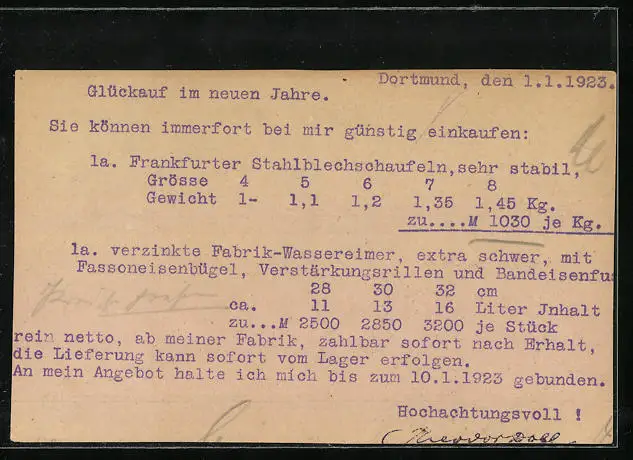 Dortmund, den 1.1.1923.
Glückauf im neuen Jahre.
Sie können immerfort bei mir günstig einkaufen:
1a. Frankfurter Stahlblechschaufeln,sehr stabil,
Grösse 4 5 6 7 8
Gewicht 1- 1,1 1,2 1,35 1,45 Kg.
zu....M 1030 je Kg.
1a. verzinkte Fabrik-Wassereimer, extra schwer, mit
Fassoneisenbügel, Verstärkungsrillen und Bandeisenfu
28 30 32 cm
ca. 11 13 16 Liter Jnhalt
zu...M 2500 2850 3200 je Stück
rein netto, ab meiner Fabrik, zahlbar sofort nach Erhalt,
die Lieferung kann sofort vom Lager erfolgen.
An mein Angebot halte ich mich bis zum 10.1.1923 gebunden.
Hochachtungsvoll !